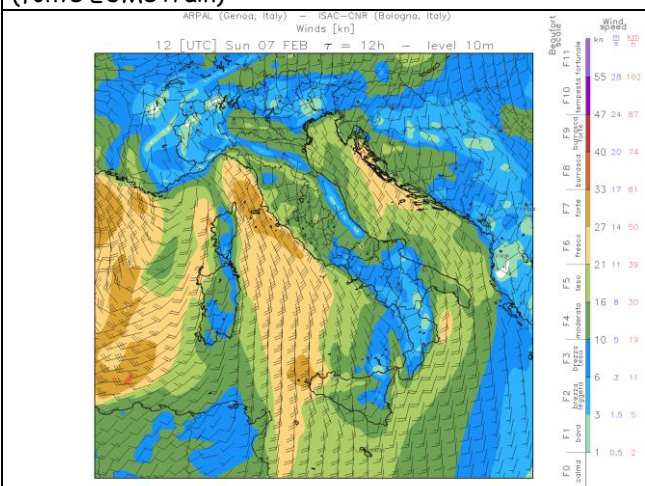 ARPAL (Genoa, Italy) – ISAC-CNR (Bologna, Italy)
Winds [kn]
12 [UTC] Sun 07 FEB τ = 12h – level 10m
Beaufort scale
Wind speed
kn m/s km/h
F11 fortunale
55 28 102
F10 tempesta
47 24 87
F9 burrasca forte
40 20 74
F8 burrasca
33 17 61
F7 forte
27 14 50
F6 fresco
21 11 39
F5 teso
16 8 30
F4 moderato
10 5 19
F3 brezza tesa
6 3 11
F2 brezza leggera
3 1.5 5
F1 bava
1 0.5 2
F0 calma